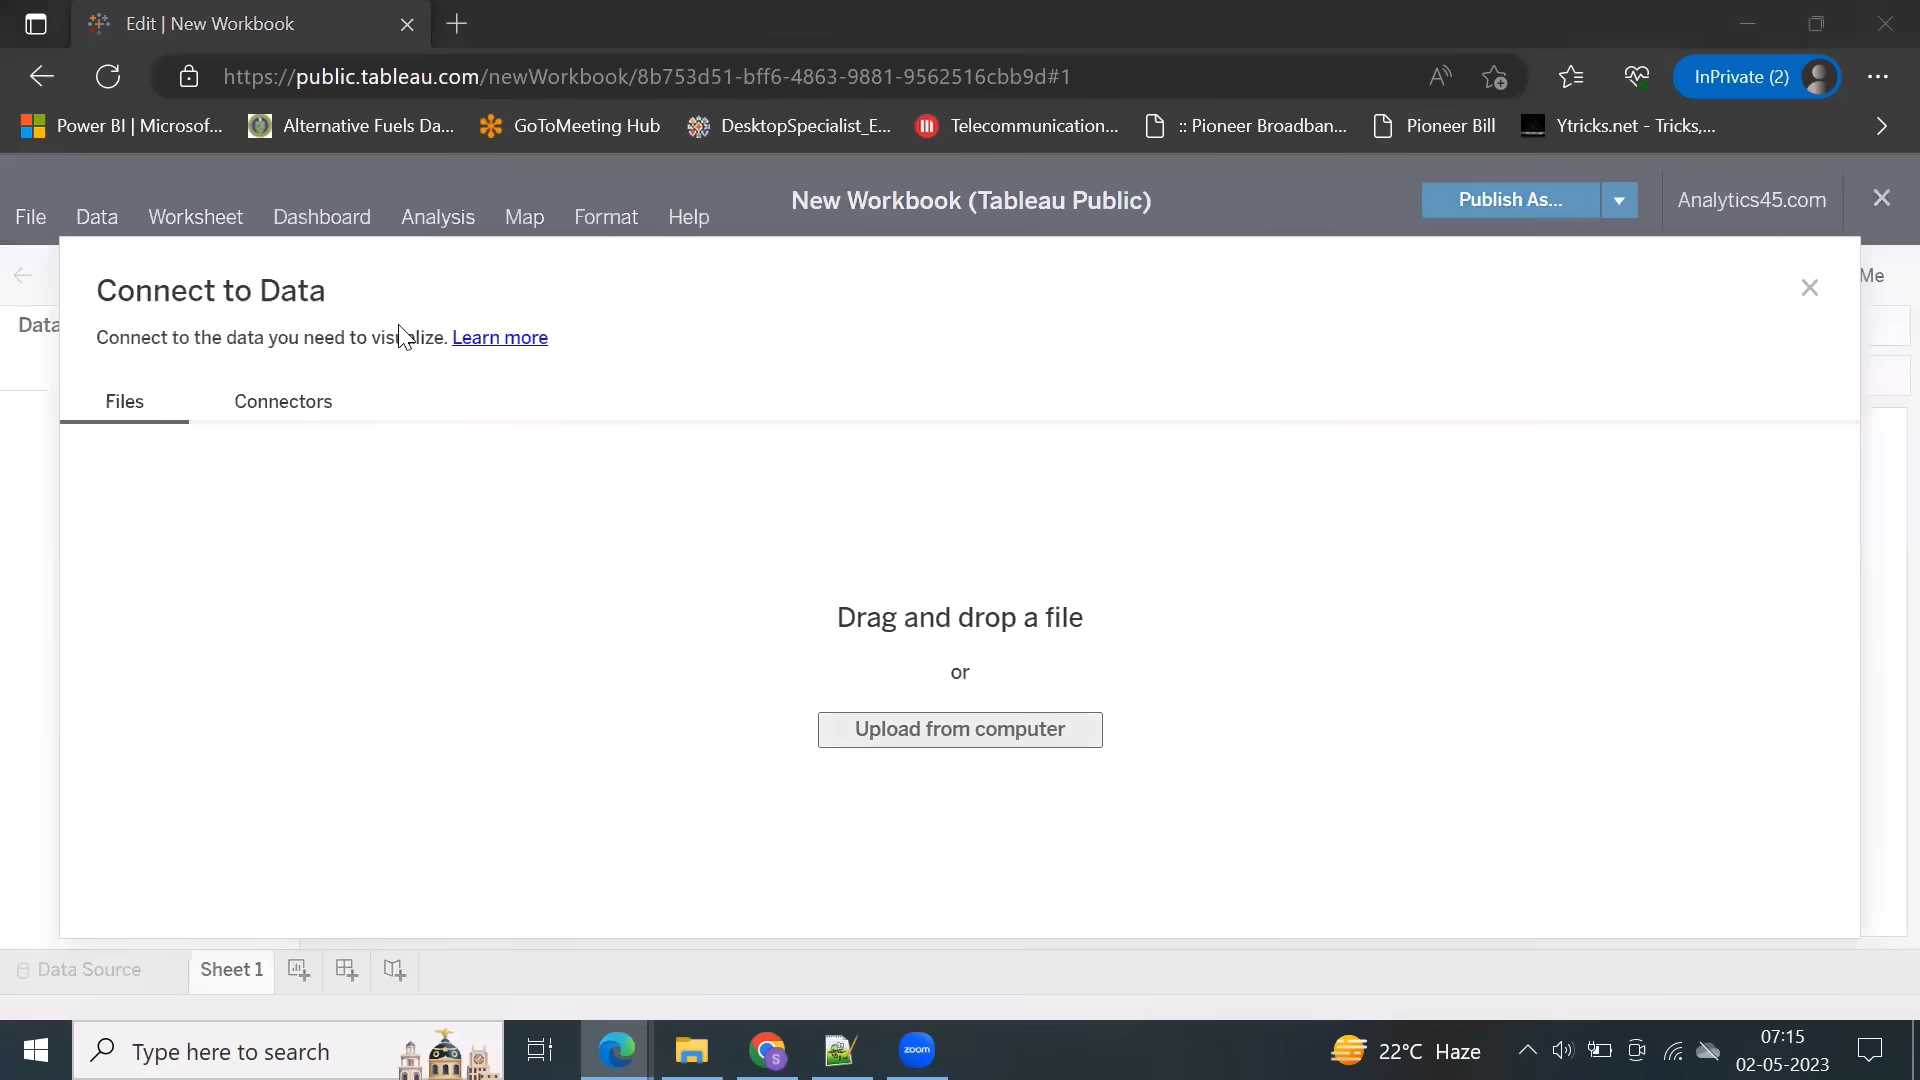 Edit | New Workbook
https://public.tableau.com/newWorkbook/8b753d51-bff6-4863-9881-9562516cbb9d#1
InPrivate (2)
Power BI | Microsof...
Alternative Fuels Da...
GoToMeeting Hub
DesktopSpecialist_E...
Telecommunication...
:: Pioneer Broadban...
Pioneer Bill
Ytricks.net - Tricks,...
New Workbook (Tableau Public)
Publish As...
Analytics45.com
File Data Worksheet Dashboard Analysis Map Format Help
Connect to Data
Me
Data
Connect to the data you need to visualize. Learn more
Files Connectors
Drag and drop a file
or
Upload from computer
Data Source Sheet 1
Type here to search
zoom
22°C Haze
07:15
02-05-2023